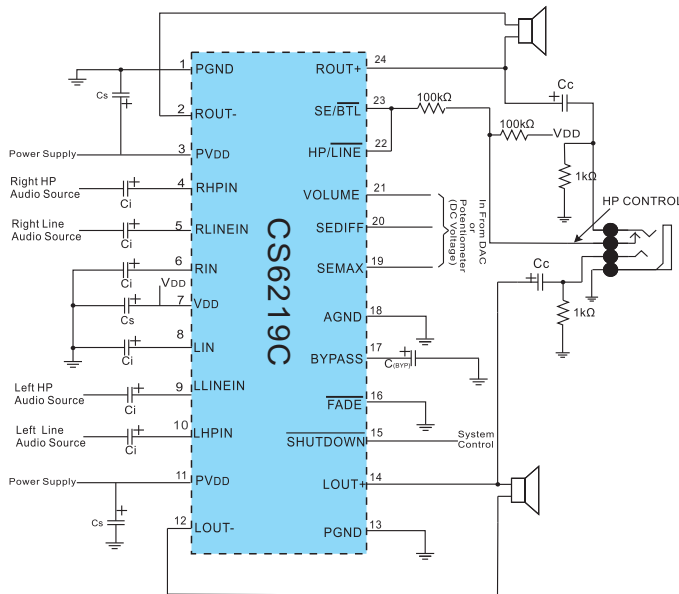 1 PGND
Cs
2 ROUT-
Power Supply 3 PVDD
Right HP
Audio Source
Ci
4 RHPIN
Right Line
Audio Source
Ci
5 RLINEIN
6 RIN
Ci
VDD
7 VDD
Cs
8 LIN
Ci
Left HP
Audio Source
Ci
9 LLINEIN
Left Line
Audio Source
Ci
10 LHPIN
Power Supply 11 PVDD
Cs
12 LOUT-
CS6219C
ROUT+ 24
SE/BTL 23
100kΩ
HP/LINE 22
100kΩ
VDD
VOLUME 21
SEDIFF 20
SEMAX 19
In From DAC
or
Potentiometer
(DC Voltage)
AGND 18
BYPASS 17
C(BYP)
FADE 16
SHUTDOWN 15
System
Control
LOUT+ 14
PGND 13
Cc
1kΩ
HP CONTROL
Cc
1kΩ